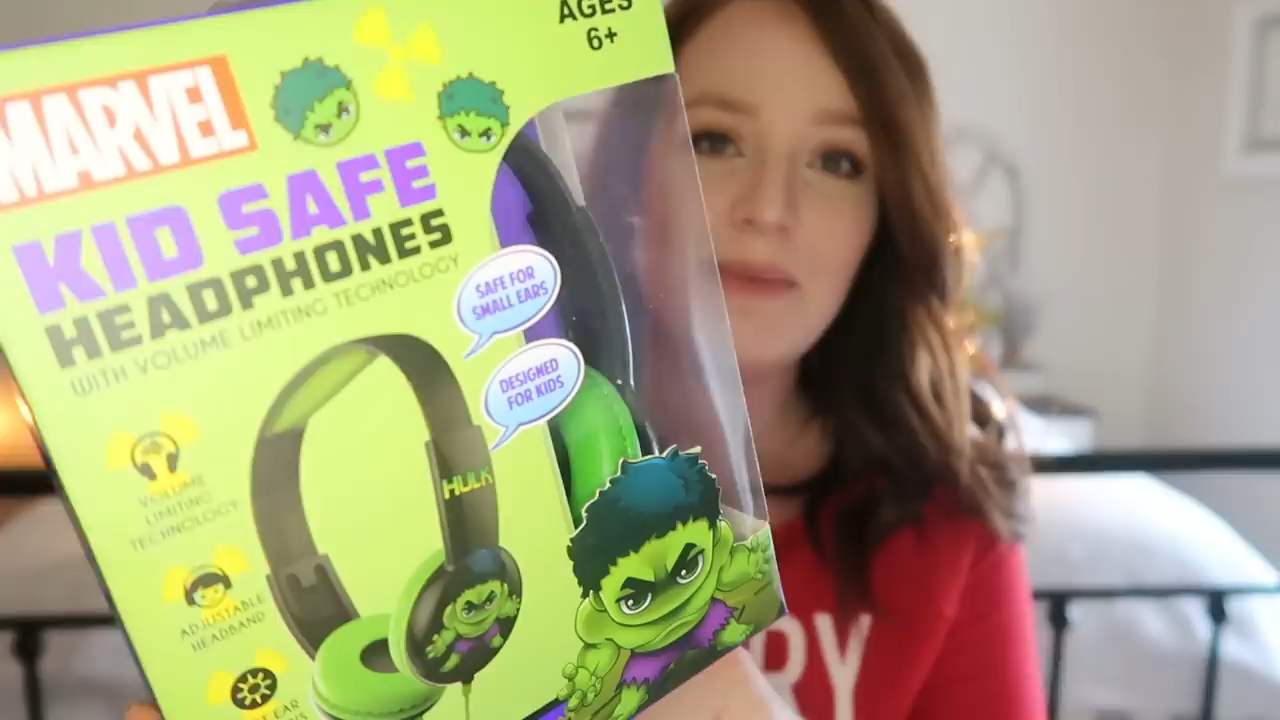 AGES
6+
MARVEL
KID SAFE
HEADPHONES
WITH VOLUME LIMITING TECHNOLOGY
SAFE FOR
SMALL EARS
DESIGNED
FOR KIDS
HULK
VOLUME
LIMITING
TECHNOLOGY
ADJUSTABLE
HEADBAND
EAR
RY